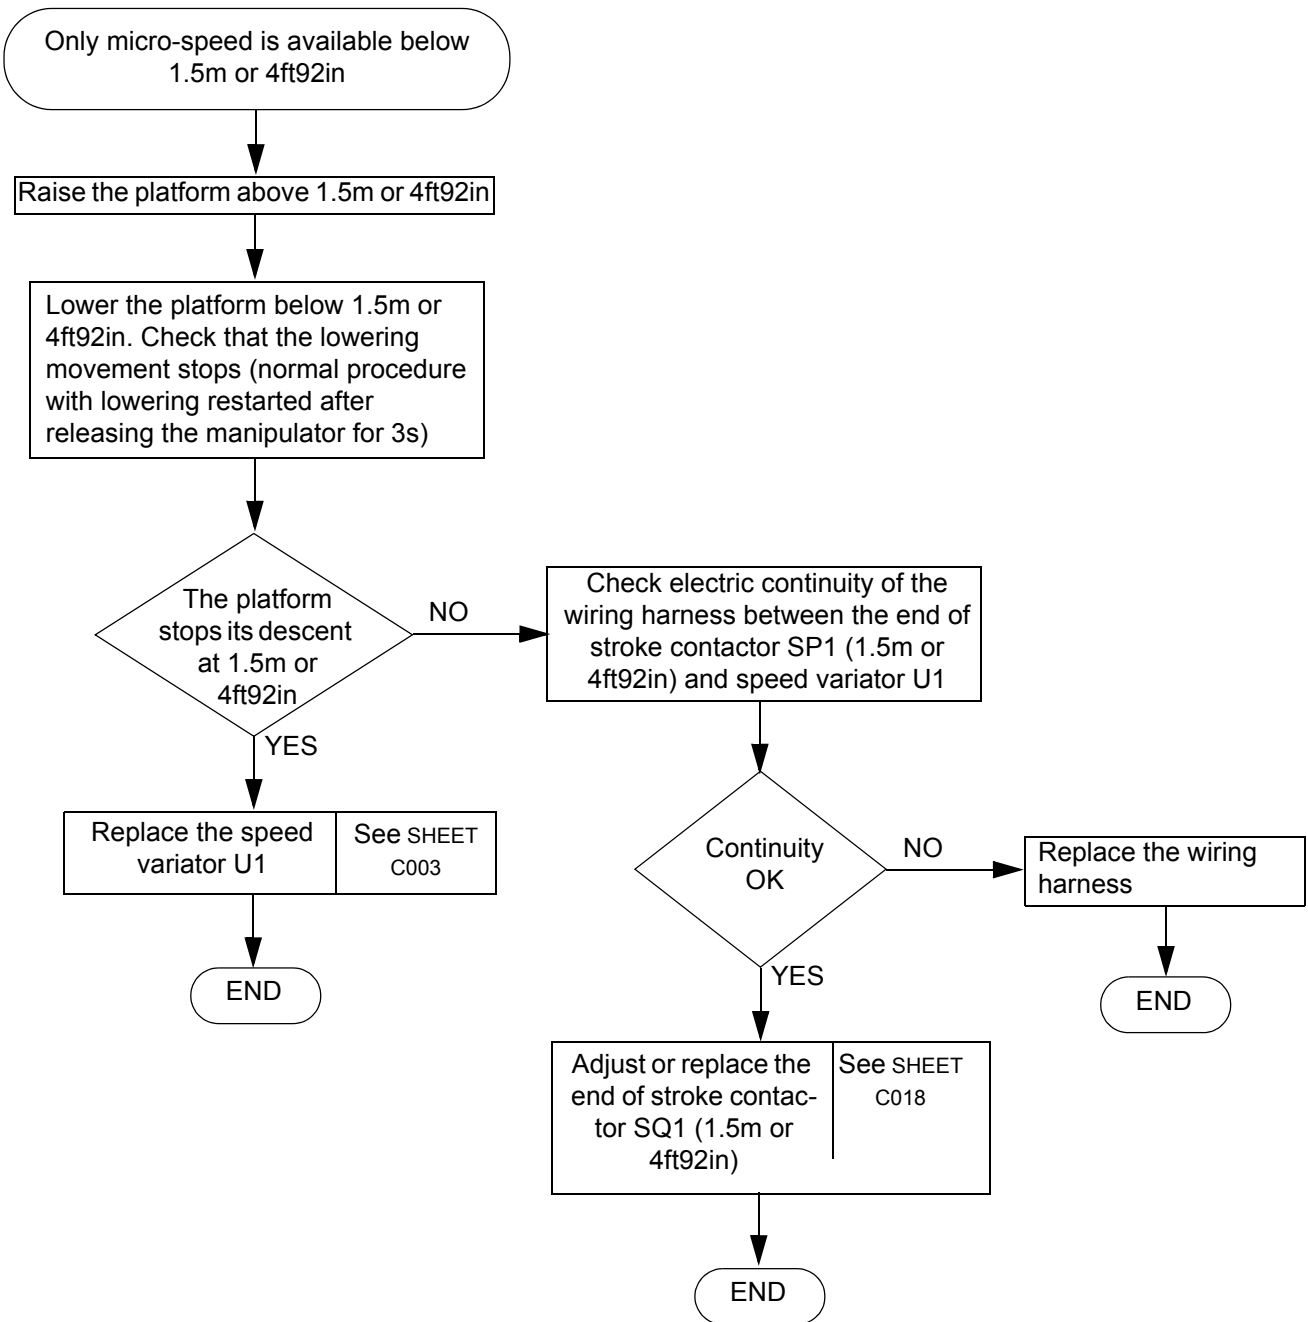 Only micro-speed is available below
1.5m or 4ft92in
Raise the platform above 1.5m or 4ft92in
Lower the platform below 1.5m or
4ft92in. Check that the lowering
movement stops (normal procedure
with lowering restarted after
releasing the manipulator for 3s)
The platform
stops its descent
at 1.5m or
4ft92in
NO
YES
Check electric continuity of the
wiring harness between the end of
stroke contactor SP1 (1.5m or
4ft92in) and speed variator U1
Replace the speed
variator U1
See SHEET
C003
END
Continuity
OK
NO
YES
Replace the wiring
harness
END
Adjust or replace the
end of stroke contac-
tor SQ1 (1.5m or
4ft92in)
See SHEET
C018
END